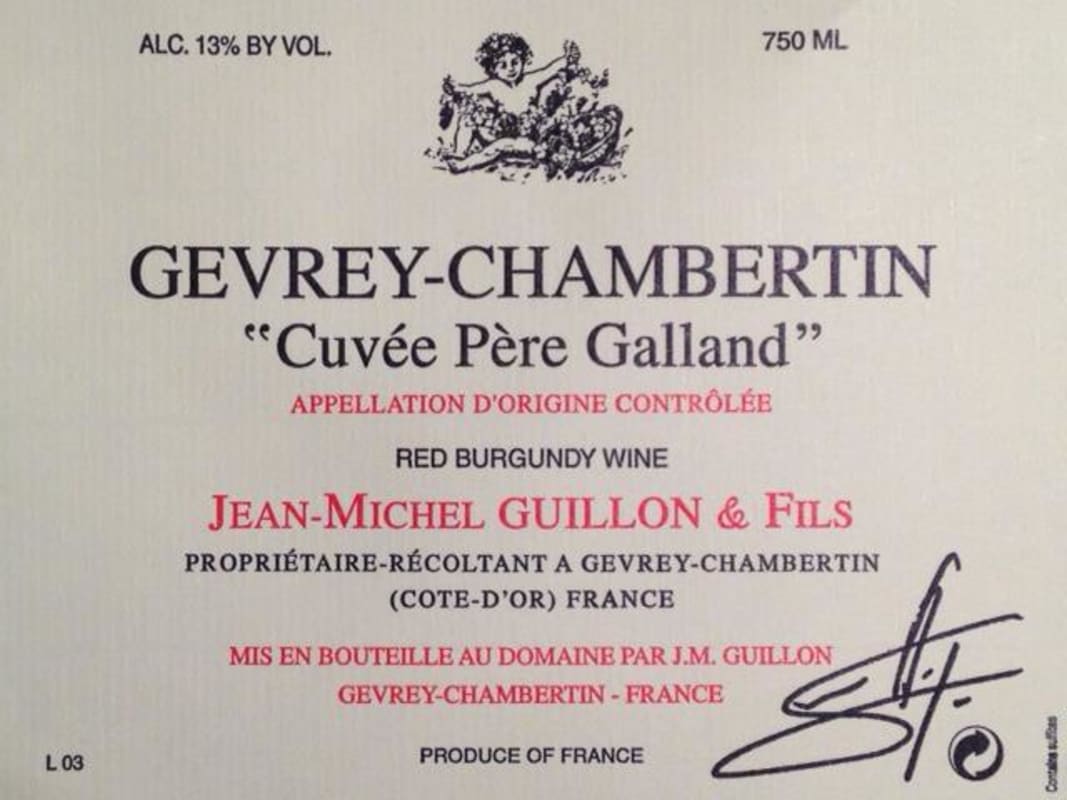 ALC. 13% BY VOL.
750 ML
GEVREY-CHAMBERTIN
“Cuvée Père Galland”
APPELLATION D'ORIGINE CONTRÔLÉE
RED BURGUNDY WINE
JEAN-MICHEL GUILLON & FILS
PROPRIÉTAIRE-RÉCOLTANT A GEVREY-CHAMBERTIN
(COTE-D'OR) FRANCE
MIS EN BOUTEILLE AU DOMAINE PAR J.M. GUILLON
GEVREY-CHAMBERTIN - FRANCE
L 03
PRODUCE OF FRANCE
Contains sulfites